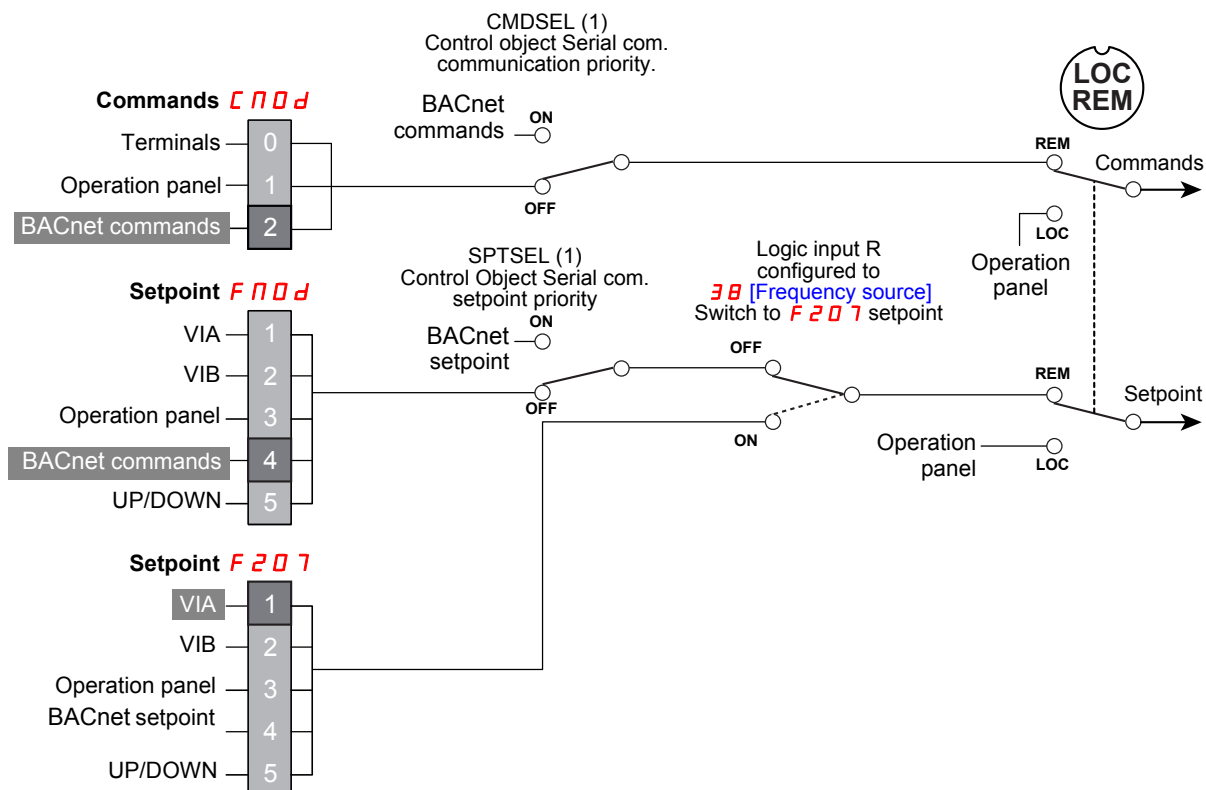 CMDSEL (1)
Control object Serial com.
communication priority.
LOC
REM
Commands CMOd
BACnet
commands
ON
Terminals
0
Operation panel
1
BACnet commands
2
OFF
REM
Commands
LOC
Operation
panel
SPTSEL (1)
Control Object Serial com.
setpoint priority
Logic input R
configured to
38 [Frequency source]
Switch to F207 setpoint
Setpoint FMOd
VIA
1
VIB
2
Operation panel
3
BACnet commands
4
UP/DOWN
5
ON
BACnet
setpoint
OFF
OFF
ON
REM
Setpoint
Operation
panel
LOC
Setpoint F207
VIA
1
VIB
2
Operation panel
3
BACnet setpoint
4
UP/DOWN
5